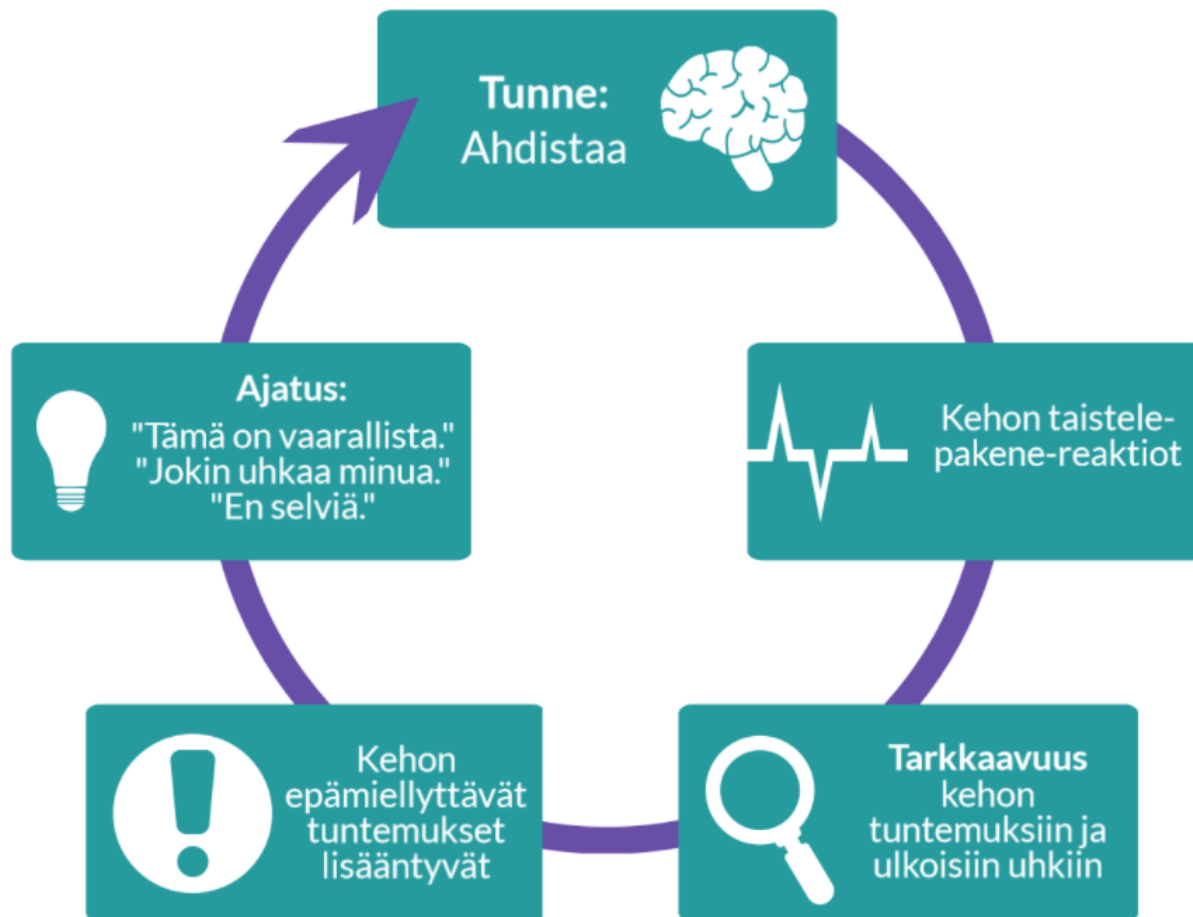 Tunne:
Ahdistaa
Kehon taistele-
pakene-reaktiot
Tarkkaavuus
kehon
tuntemuksiin ja
ulkoisiin uhkiin
Kehon
epämiellyttävät
tuntemukset
lisääntyvät
Ajatus:
"Tämä on vaarallista."
"Jokin uhkaa minua."
"En selviä."